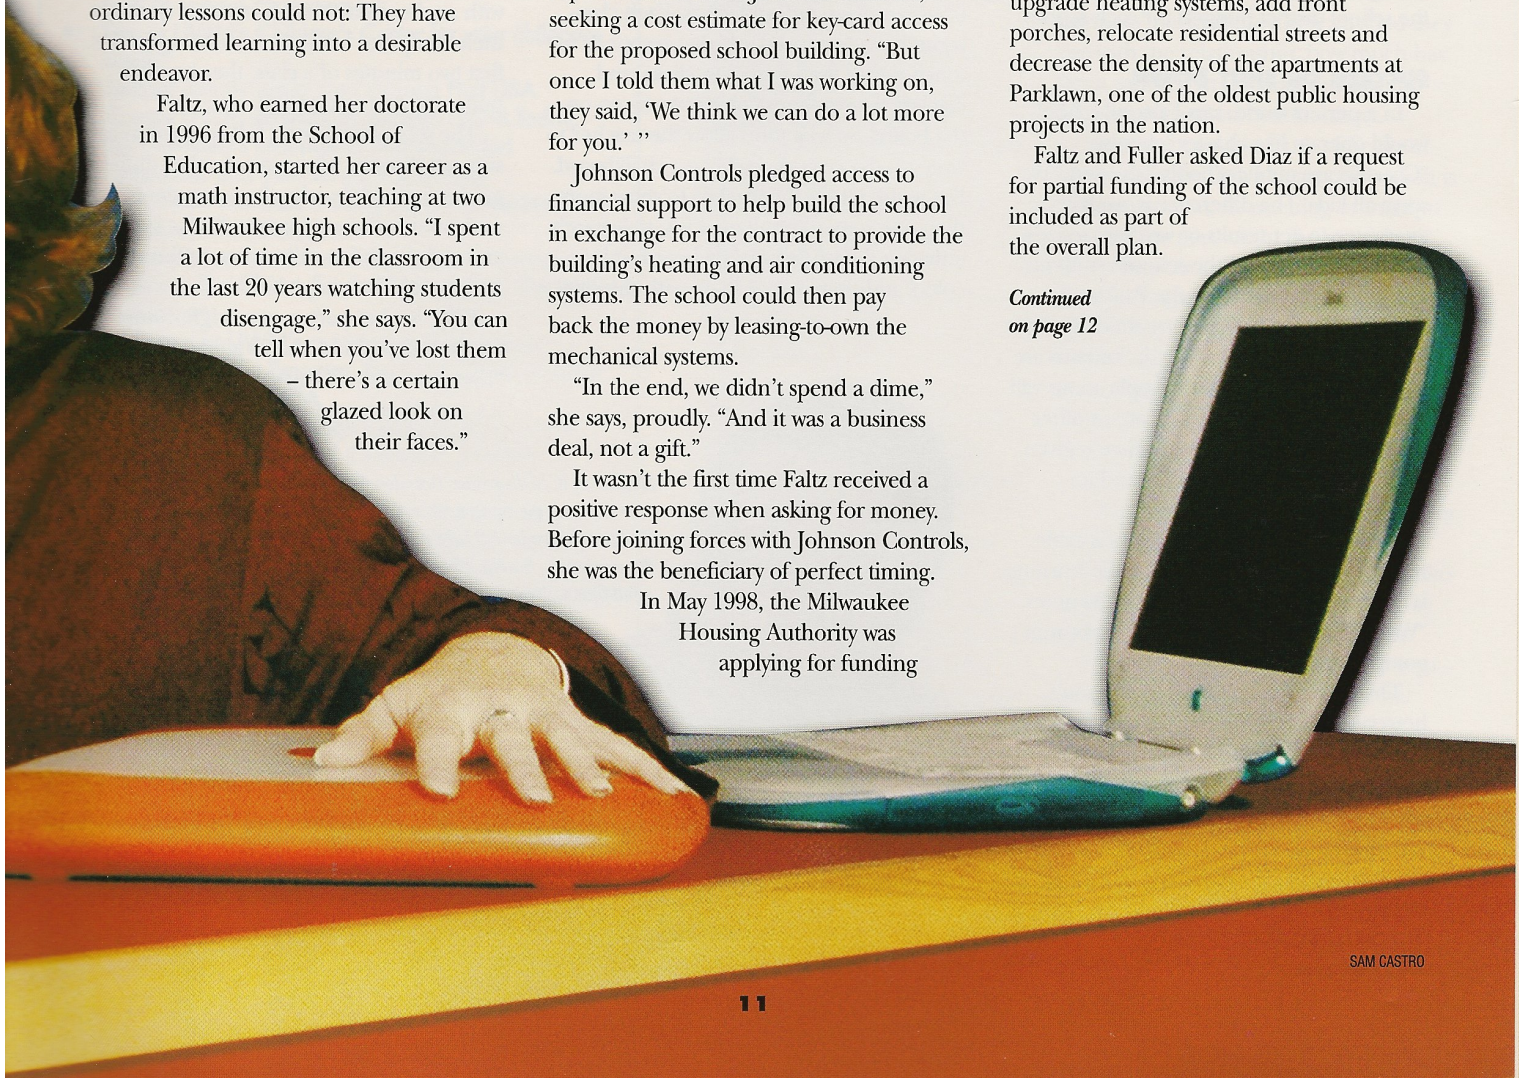 ordinary lessons could not: They have
transformed learning into a desirable
endeavor.
Faltz, who earned her doctorate
in 1996 from the School of
Education, started her career as a
math instructor, teaching at two
Milwaukee high schools. “I spent
a lot of time in the classroom in
the last 20 years watching students
disengage,” she says. “You can
tell when you’ve lost them
– there’s a certain
glazed look on
their faces.”
seeking a cost estimate for key-card access
for the proposed school building. “But
once I told them what I was working on,
they said, ‘We think we can do a lot more
for you.’ ’’
Johnson Controls pledged access to
financial support to help build the school
in exchange for the contract to provide the
building’s heating and air conditioning
systems. The school could then pay
back the money by leasing-to-own the
mechanical systems.
“In the end, we didn’t spend a dime,”
she says, proudly. “And it was a business
deal, not a gift.”
It wasn’t the first time Faltz received a
positive response when asking for money.
Before joining forces with Johnson Controls,
she was the beneficiary of perfect timing.
In May 1998, the Milwaukee
Housing Authority was
applying for funding
upgrade heating systems, add front
porches, relocate residential streets and
decrease the density of the apartments at
Parklawn, one of the oldest public housing
projects in the nation.
Faltz and Fuller asked Diaz if a request
for partial funding of the school could be
included as part of
the overall plan.
Continued
on page 12
SAM CASTRO
11